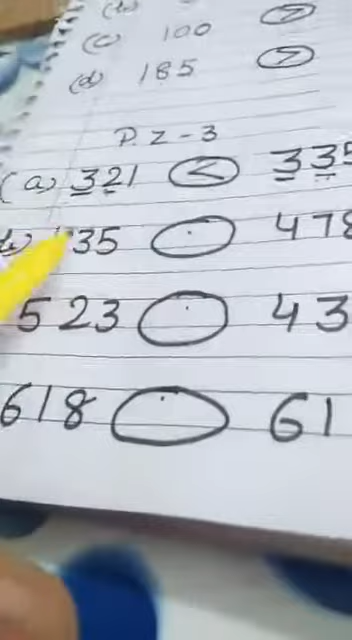 (b) >
(c) 100 >
(d) 185 >
P.Z-3
(a) 321 < 335
35 478
523 43
618 61